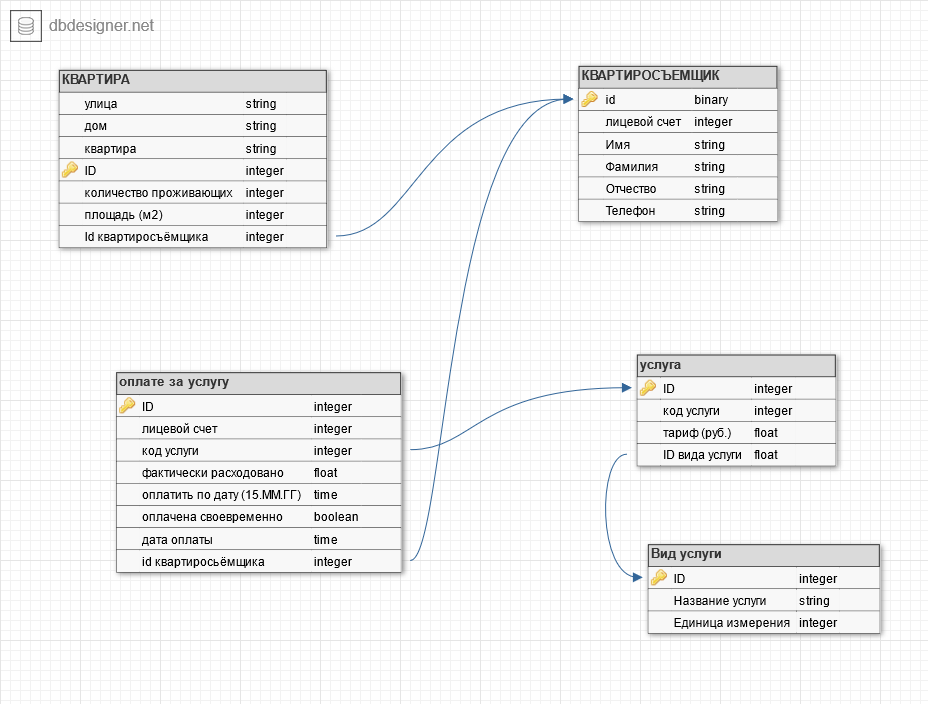 dbdesigner.net
КВАРТИРА
улица string
дом string
квартира string
ID integer
количество проживающих integer
площадь (м2) integer
Id квартиросъёмщика integer
КВАРТИРОСЪЕМЩИК
id binary
лицевой счет integer
Имя string
Фамилия string
Отчество string
Телефон string
оплате за услугу
ID integer
лицевой счет integer
код услуги integer
фактически расходовано float
оплатить по дату (15.ММ.ГГ) time
оплачена своевременно boolean
дата оплаты time
id квартиросьёмщика integer
услуга
ID integer
код услуги integer
тариф (руб.) float
ID вида услуги float
Вид услуги
ID integer
Название услуги string
Единица измерения integer